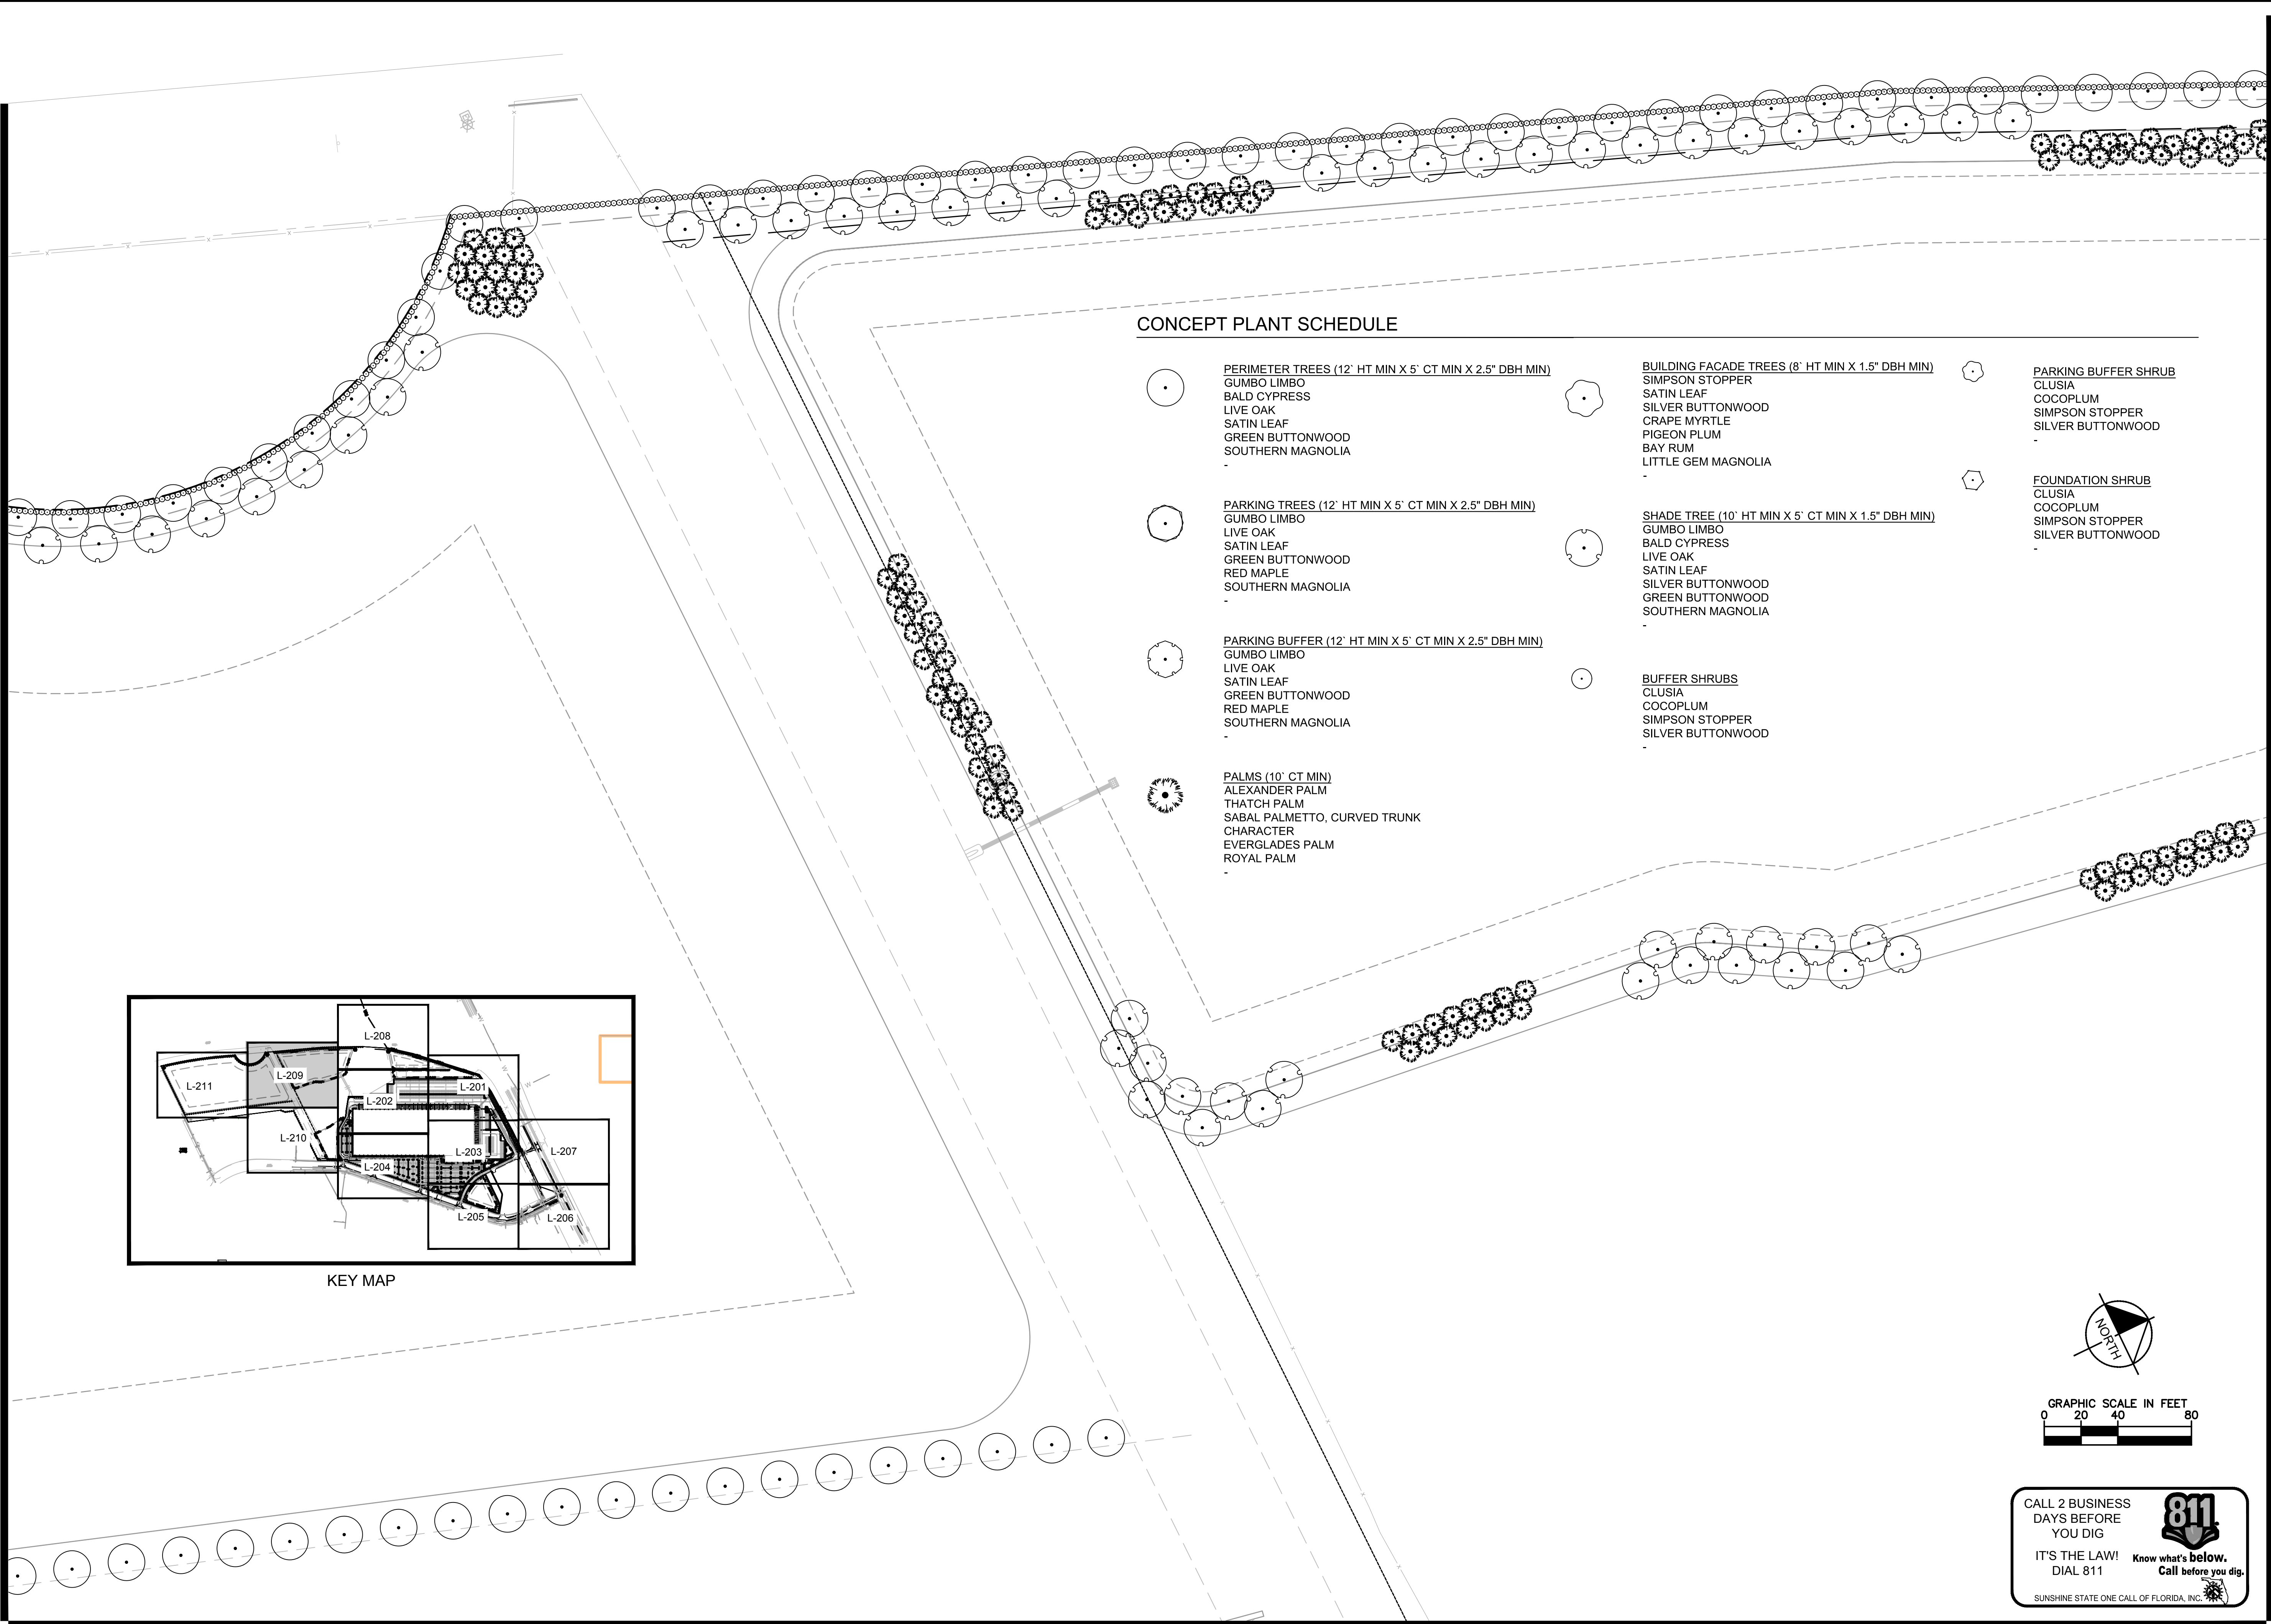 CONCEPT PLANT SCHEDULE
PERIMETER TREES (12` HT MIN X 5` CT MIN X 2.5" DBH MIN)
GUMBO LIMBO
BALD CYPRESS
LIVE OAK
SATIN LEAF
GREEN BUTTONWOOD
SOUTHERN MAGNOLIA
-
PARKING TREES (12` HT MIN X 5` CT MIN X 2.5" DBH MIN)
GUMBO LIMBO
LIVE OAK
SATIN LEAF
GREEN BUTTONWOOD
RED MAPLE
SOUTHERN MAGNOLIA
-
PARKING BUFFER (12` HT MIN X 5` CT MIN X 2.5" DBH MIN)
GUMBO LIMBO
LIVE OAK
SATIN LEAF
GREEN BUTTONWOOD
RED MAPLE
SOUTHERN MAGNOLIA
-
PALMS (10` CT MIN)
ALEXANDER PALM
THATCH PALM
SABAL PALMETTO, CURVED TRUNK
CHARACTER
EVERGLADES PALM
ROYAL PALM
-
BUILDING FACADE TREES (8` HT MIN X 1.5" DBH MIN)
SIMPSON STOPPER
SATIN LEAF
SILVER BUTTONWOOD
CRAPE MYRTLE
PIGEON PLUM
BAY RUM
LITTLE GEM MAGNOLIA
-
SHADE TREE (10` HT MIN X 5` CT MIN X 1.5" DBH MIN)
GUMBO LIMBO
BALD CYPRESS
LIVE OAK
SATIN LEAF
SILVER BUTTONWOOD
GREEN BUTTONWOOD
SOUTHERN MAGNOLIA
-
BUFFER SHRUBS
CLUSIA
COCOPLUM
SIMPSON STOPPER
SILVER BUTTONWOOD
-
PARKING BUFFER SHRUB
CLUSIA
COCOPLUM
SIMPSON STOPPER
SILVER BUTTONWOOD
-
FOUNDATION SHRUB
CLUSIA
COCOPLUM
SIMPSON STOPPER
SILVER BUTTONWOOD
-
L-208
L-209
L-211
L-201
L-202
L-210
L-203
L-207
L-204
L-205
L-206
KEY MAP
NORTH
GRAPHIC SCALE IN FEET
0 20 40 80
CALL 2 BUSINESS
DAYS BEFORE
YOU DIG
IT'S THE LAW!
DIAL 811
811
Know what's below.
Call before you dig.
SUNSHINE STATE ONE CALL OF FLORIDA, INC.